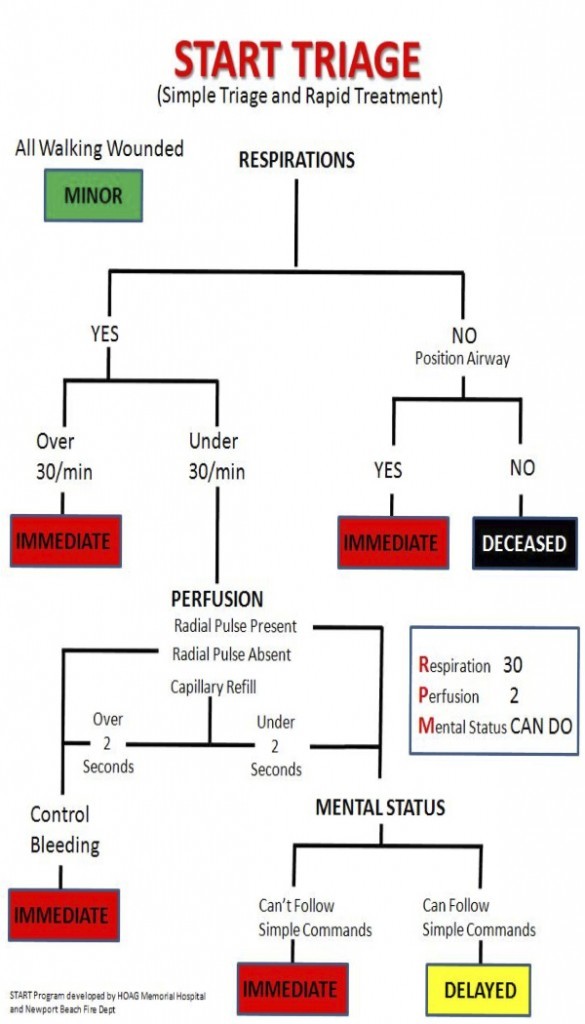 START TRIAGE
(Simple Triage and Rapid Treatment)
All Walking Wounded
MINOR
RESPIRATIONS
YES
NO
Position Airway
Over
30/min
Under
30/min
YES
NO
IMMEDIATE
IMMEDIATE
DECEASED
PERFUSION
Radial Pulse Present
Radial Pulse Absent
Capillary Refill
Over
2
Seconds
Under
2
Seconds
Respiration 30
Perfusion 2
Mental Status CAN DO
Control
Bleeding
IMMEDIATE
MENTAL STATUS
Can't Follow
Simple Commands
Can Follow
Simple Commands
IMMEDIATE
DELAYED
START Program developed by HOAG Memorial Hospital
and Newport Beach Fire Dept